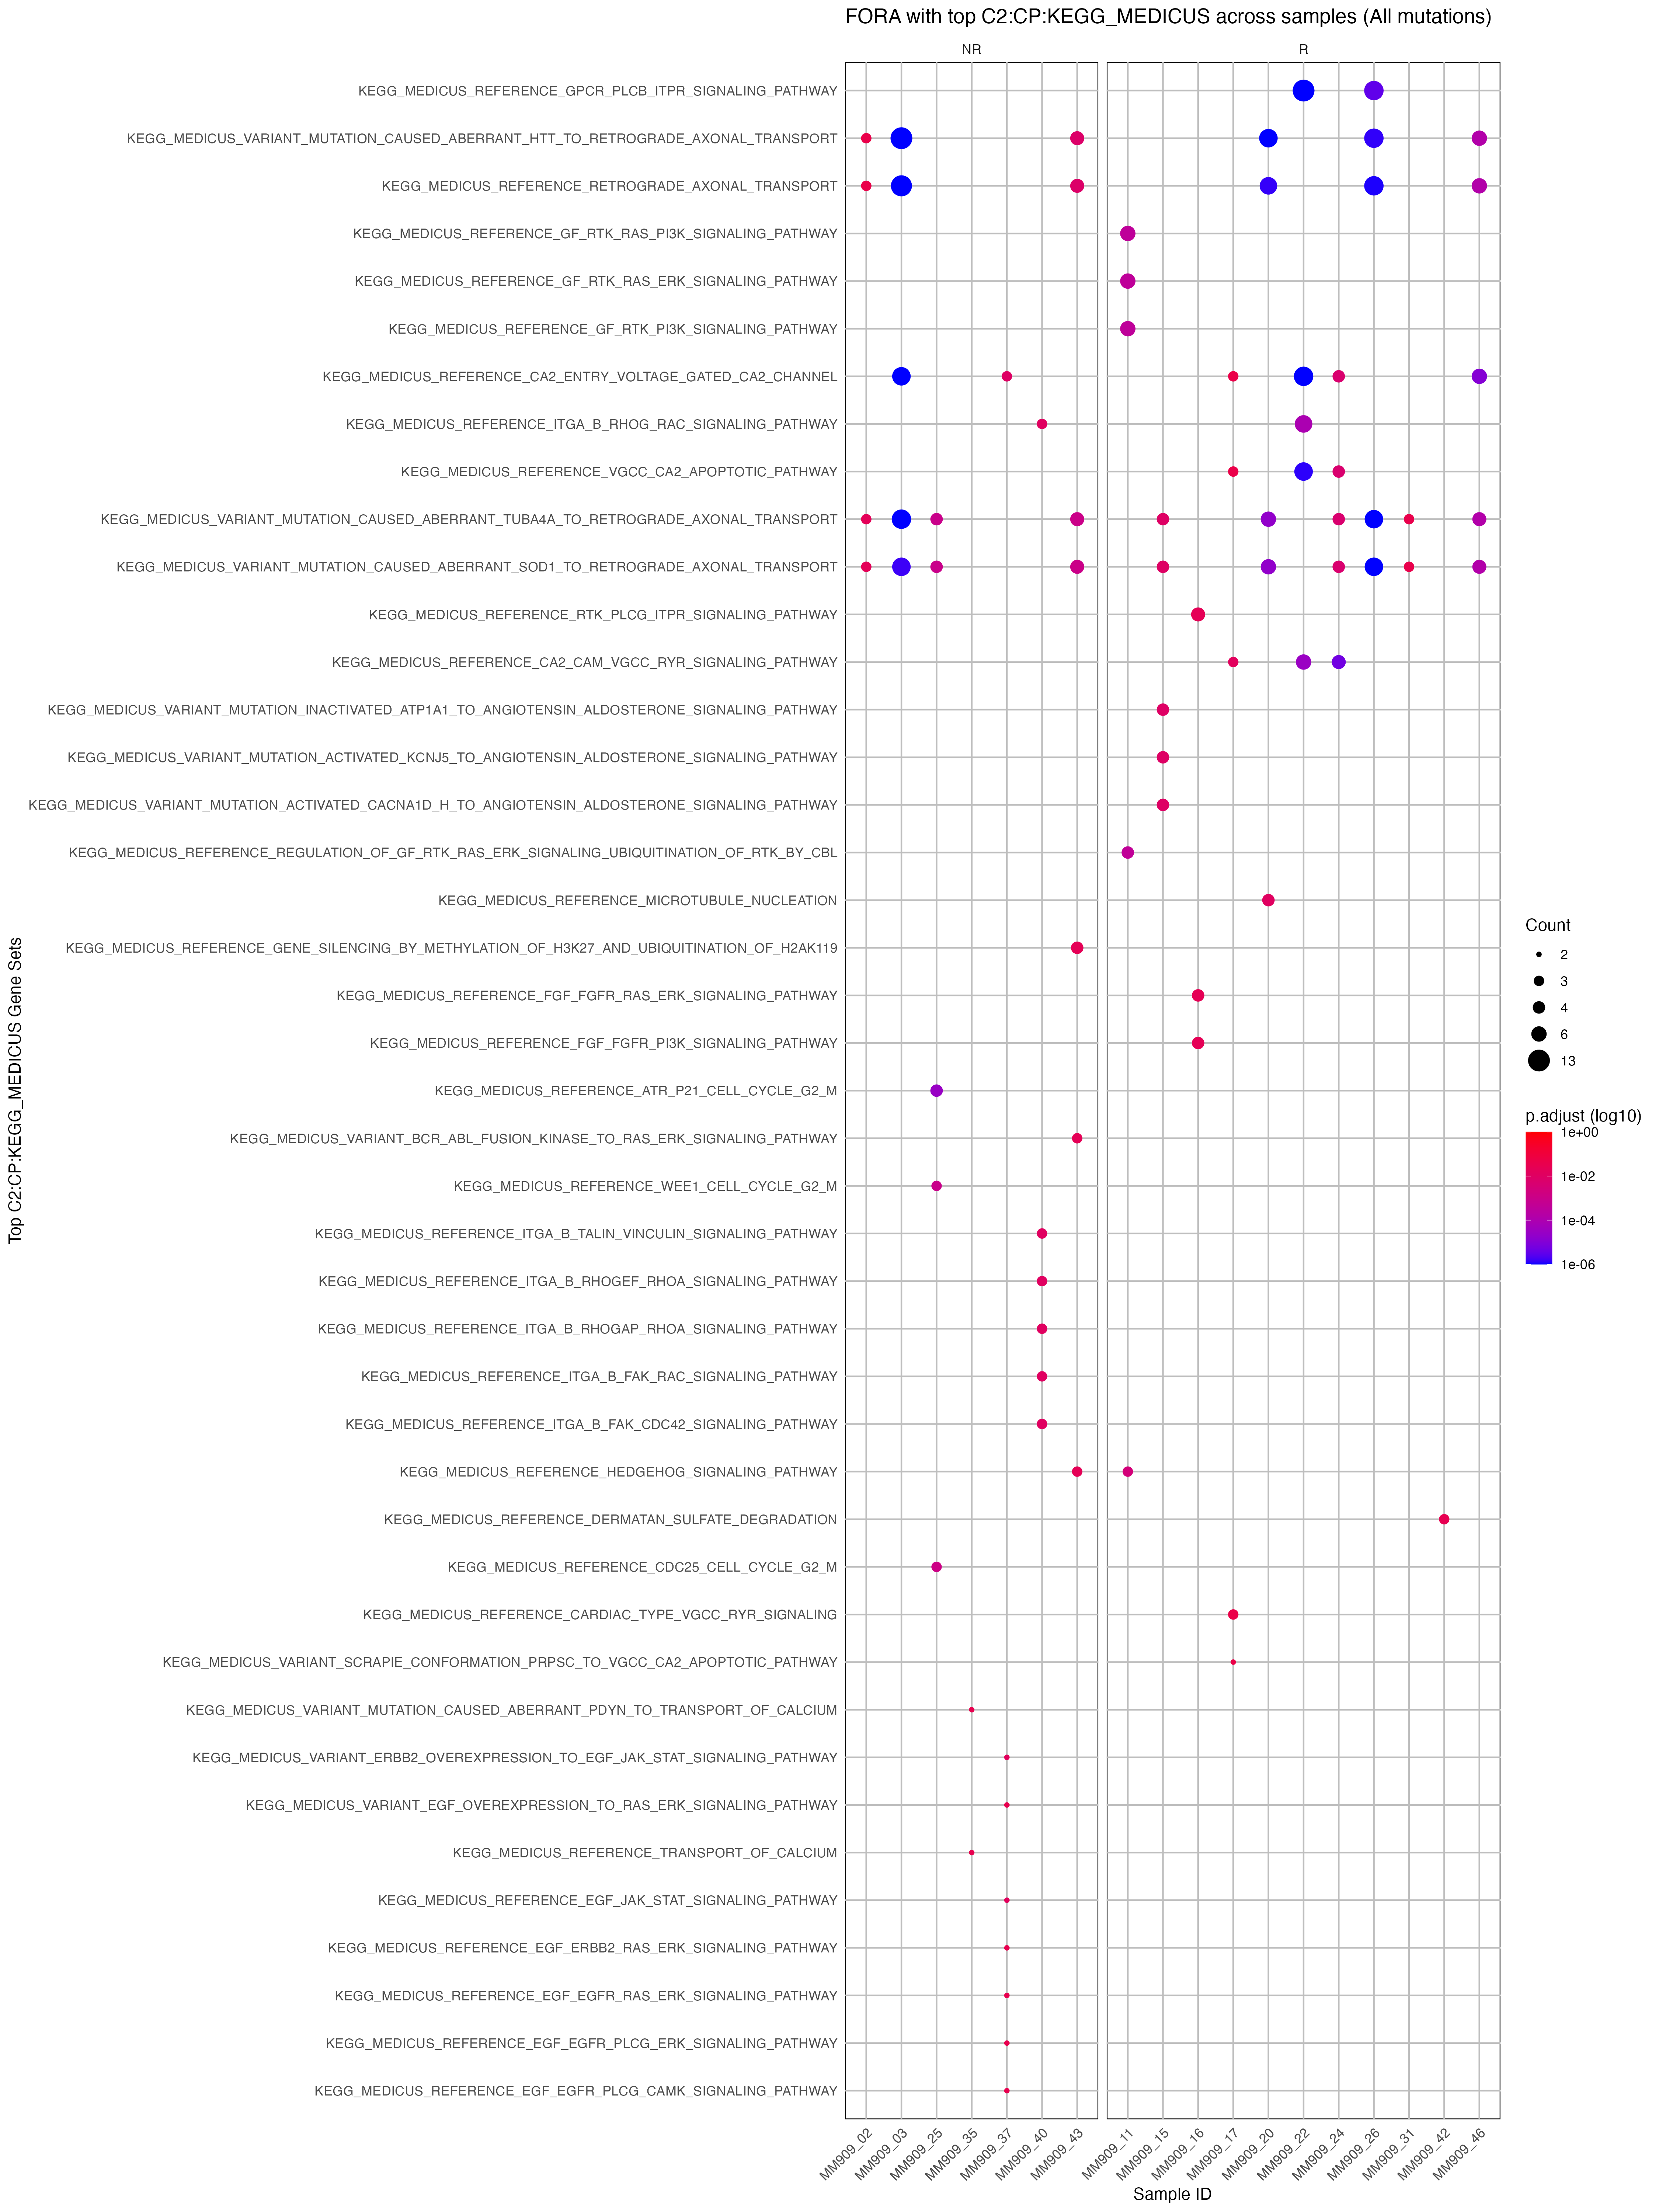 FORA with top C2:CP:KEGG_MEDICUS across samples (All mutations)
NR
R
KEGG_MEDICUS_REFERENCE_GPCR_PLCB_ITPR_SIGNALING_PATHWAY
KEGG_MEDICUS_VARIANT_MUTATION_CAUSED_ABERRANT_HTT_TO_RETROGRADE_AXONAL_TRANSPORT
KEGG_MEDICUS_REFERENCE_RETROGRADE_AXONAL_TRANSPORT
KEGG_MEDICUS_REFERENCE_GF_RTK_RAS_PI3K_SIGNALING_PATHWAY
KEGG_MEDICUS_REFERENCE_GF_RTK_RAS_ERK_SIGNALING_PATHWAY
KEGG_MEDICUS_REFERENCE_GF_RTK_PI3K_SIGNALING_PATHWAY
KEGG_MEDICUS_REFERENCE_CA2_ENTRY_VOLTAGE_GATED_CA2_CHANNEL
KEGG_MEDICUS_REFERENCE_ITGA_B_RHOG_RAC_SIGNALING_PATHWAY
KEGG_MEDICUS_REFERENCE_VGCC_CA2_APOPTOTIC_PATHWAY
KEGG_MEDICUS_VARIANT_MUTATION_CAUSED_ABERRANT_TUBA4A_TO_RETROGRADE_AXONAL_TRANSPORT
KEGG_MEDICUS_VARIANT_MUTATION_CAUSED_ABERRANT_SOD1_TO_RETROGRADE_AXONAL_TRANSPORT
KEGG_MEDICUS_REFERENCE_RTK_PLCG_ITPR_SIGNALING_PATHWAY
KEGG_MEDICUS_REFERENCE_CA2_CAM_VGCC_RYR_SIGNALING_PATHWAY
KEGG_MEDICUS_VARIANT_MUTATION_INACTIVATED_ATP1A1_TO_ANGIOTENSIN_ALDOSTERONE_SIGNALING_PATHWAY
KEGG_MEDICUS_VARIANT_MUTATION_ACTIVATED_KCNJ5_TO_ANGIOTENSIN_ALDOSTERONE_SIGNALING_PATHWAY
KEGG_MEDICUS_VARIANT_MUTATION_ACTIVATED_CACNA1D_H_TO_ANGIOTENSIN_ALDOSTERONE_SIGNALING_PATHWAY
KEGG_MEDICUS_REFERENCE_REGULATION_OF_GF_RTK_RAS_ERK_SIGNALING_UBIQUITINATION_OF_RTK_BY_CBL
KEGG_MEDICUS_REFERENCE_MICROTUBULE_NUCLEATION
KEGG_MEDICUS_REFERENCE_GENE_SILENCING_BY_METHYLATION_OF_H3K27_AND_UBIQUITINATION_OF_H2AK119
KEGG_MEDICUS_REFERENCE_FGF_FGFR_RAS_ERK_SIGNALING_PATHWAY
KEGG_MEDICUS_REFERENCE_FGF_FGFR_PI3K_SIGNALING_PATHWAY
KEGG_MEDICUS_REFERENCE_ATR_P21_CELL_CYCLE_G2_M
KEGG_MEDICUS_VARIANT_BCR_ABL_FUSION_KINASE_TO_RAS_ERK_SIGNALING_PATHWAY
KEGG_MEDICUS_REFERENCE_WEE1_CELL_CYCLE_G2_M
KEGG_MEDICUS_REFERENCE_ITGA_B_TALIN_VINCULIN_SIGNALING_PATHWAY
KEGG_MEDICUS_REFERENCE_ITGA_B_RHOGEF_RHOA_SIGNALING_PATHWAY
KEGG_MEDICUS_REFERENCE_ITGA_B_RHOGAP_RHOA_SIGNALING_PATHWAY
KEGG_MEDICUS_REFERENCE_ITGA_B_FAK_RAC_SIGNALING_PATHWAY
KEGG_MEDICUS_REFERENCE_ITGA_B_FAK_CDC42_SIGNALING_PATHWAY
KEGG_MEDICUS_REFERENCE_HEDGEHOG_SIGNALING_PATHWAY
KEGG_MEDICUS_REFERENCE_DERMATAN_SULFATE_DEGRADATION
KEGG_MEDICUS_REFERENCE_CDC25_CELL_CYCLE_G2_M
KEGG_MEDICUS_REFERENCE_CARDIAC_TYPE_VGCC_RYR_SIGNALING
KEGG_MEDICUS_VARIANT_SCRAPIE_CONFORMATION_PRPSC_TO_VGCC_CA2_APOPTOTIC_PATHWAY
KEGG_MEDICUS_VARIANT_MUTATION_CAUSED_ABERRANT_PDYN_TO_TRANSPORT_OF_CALCIUM
KEGG_MEDICUS_VARIANT_ERBB2_OVEREXPRESSION_TO_EGF_JAK_STAT_SIGNALING_PATHWAY
KEGG_MEDICUS_VARIANT_EGF_OVEREXPRESSION_TO_RAS_ERK_SIGNALING_PATHWAY
KEGG_MEDICUS_REFERENCE_TRANSPORT_OF_CALCIUM
KEGG_MEDICUS_REFERENCE_EGF_JAK_STAT_SIGNALING_PATHWAY
KEGG_MEDICUS_REFERENCE_EGF_ERBB2_RAS_ERK_SIGNALING_PATHWAY
KEGG_MEDICUS_REFERENCE_EGF_EGFR_RAS_ERK_SIGNALING_PATHWAY
KEGG_MEDICUS_REFERENCE_EGF_EGFR_PLCG_ERK_SIGNALING_PATHWAY
KEGG_MEDICUS_REFERENCE_EGF_EGFR_PLCG_CAMK_SIGNALING_PATHWAY
Top C2:CP:KEGG_MEDICUS Gene Sets
MM909_02
MM909_03
MM909_25
MM909_35
MM909_37
MM909_40
MM909_43
MM909_11
MM909_15
MM909_16
MM909_17
MM909_20
MM909_22
MM909_24
MM909_26
MM909_31
MM909_42
MM909_46
Sample ID
Count
2
3
4
6
13
p.adjust (log10)
1e+00
1e-02
1e-04
1e-06